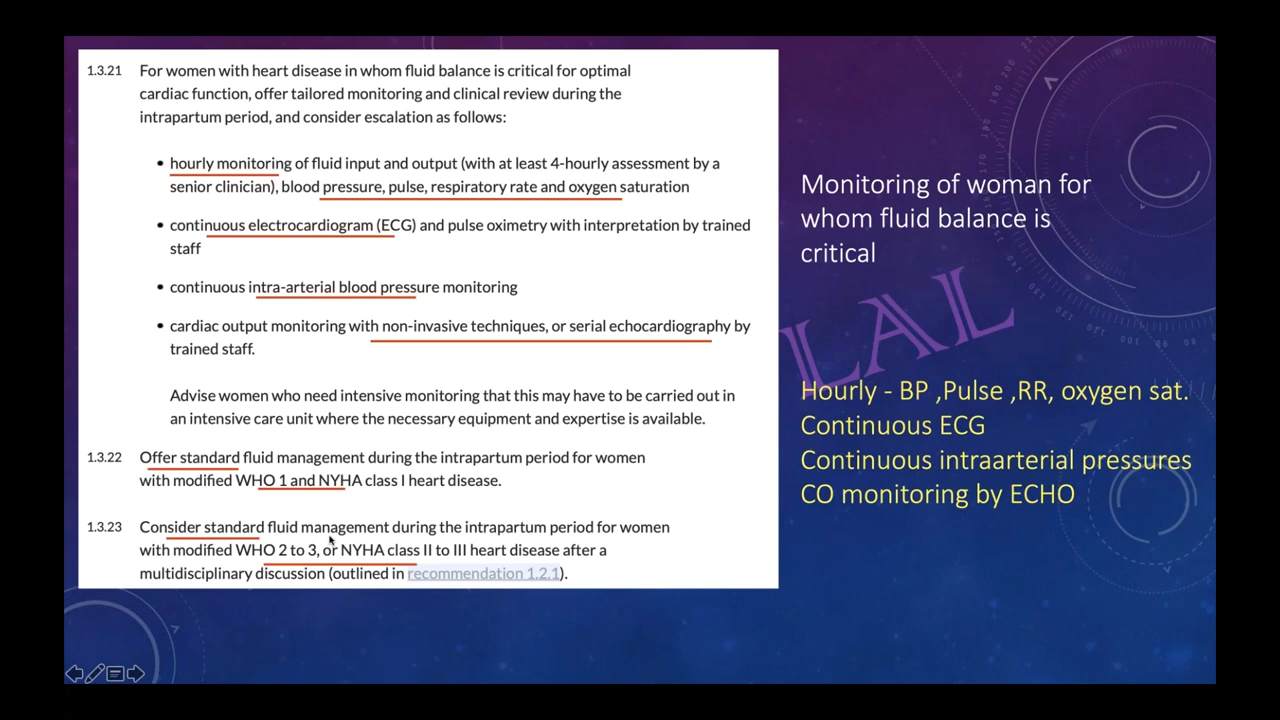 1.3.21 For women with heart disease in whom fluid balance is critical for optimal
cardiac function, offer tailored monitoring and clinical review during the
intrapartum period, and consider escalation as follows:
• hourly monitoring of fluid input and output (with at least 4-hourly assessment by a
senior clinician), blood pressure, pulse, respiratory rate and oxygen saturation
• continuous electrocardiogram (ECG) and pulse oximetry with interpretation by trained
staff
• continuous intra-arterial blood pressure monitoring
• cardiac output monitoring with non-invasive techniques, or serial echocardiography by
trained staff.
Advise women who need intensive monitoring that this may have to be carried out in
an intensive care unit where the necessary equipment and expertise is available.
1.3.22 Offer standard fluid management during the intrapartum period for women
with modified WHO 1 and NYHA class I heart disease.
1.3.23 Consider standard fluid management during the intrapartum period for women
with modified WHO 2 to 3, or NYHA class II to III heart disease after a
multidisciplinary discussion (outlined in recommendation 1.2.1).
Monitoring of woman for
whom fluid balance is
critical
LAL
Hourly - BP ,Pulse ,RR, oxygen sat.
Continuous ECG
Continuous intraarterial pressures
CO monitoring by ECHO